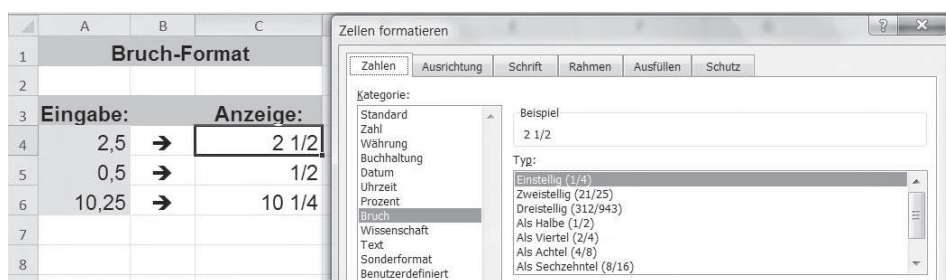 A B C
1 Bruch-Format
2
3 Eingabe: Anzeige:
4 2,5 ➔ 2 1/2
5 0,5 ➔ 1/2
6 10,25 ➔ 10 1/4
7
8
Zellen formatieren
Zahlen Ausrichtung Schrift Rahmen Ausfüllen Schutz
Kategorie:
Standard
Zahl
Währung
Buchhaltung
Datum
Uhrzeit
Prozent
Bruch
Wissenschaft
Text
Sonderformat
Benutzerdefiniert
Beispiel
2 1/2
Typ:
Einstellig (1/4)
Zweistellig (21/25)
Dreistellig (312/943)
Als Halbe (1/2)
Als Viertel (2/4)
Als Achtel (4/8)
Als Sechzehntel (8/16)